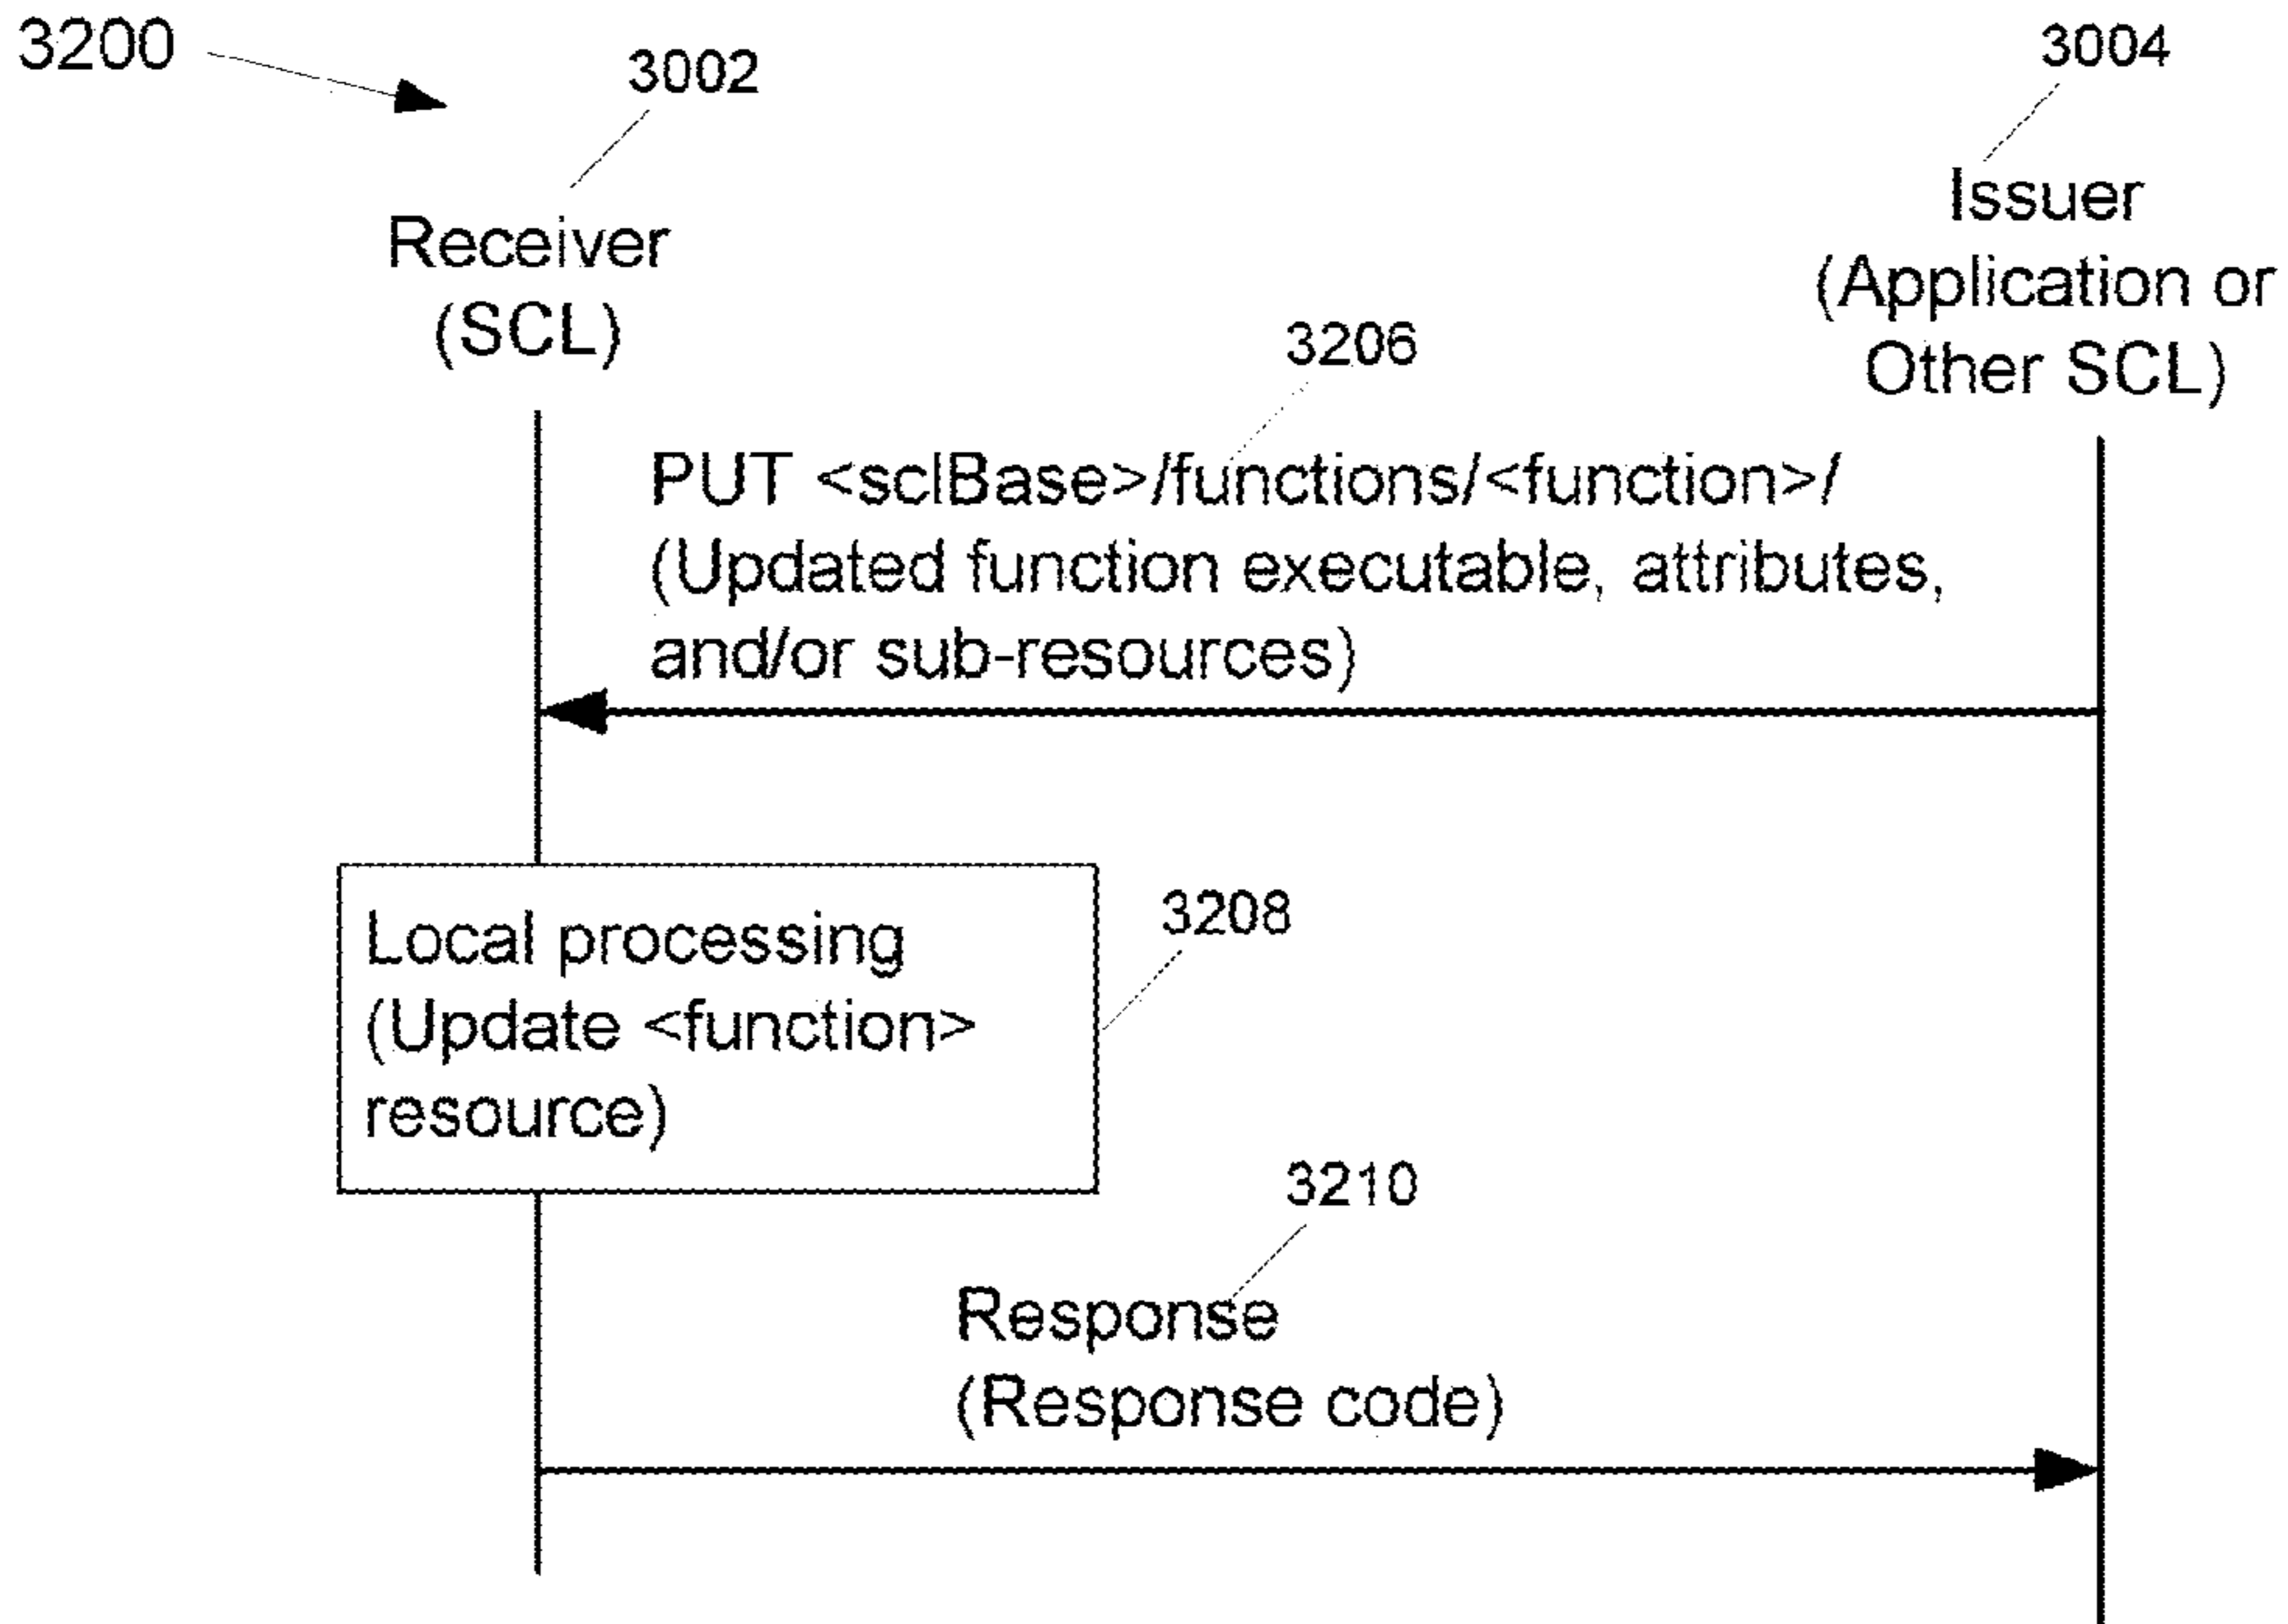 3200
3002
3004
Receiver
(SCL)
Issuer
(Application or
Other SCL)
3206
PUT <sclBase>/functions/<function>/
(Updated function executable, attributes,
and/or sub-resources)
Local processing
(Update <function>
resource)
3208
3210
Response
(Response code)